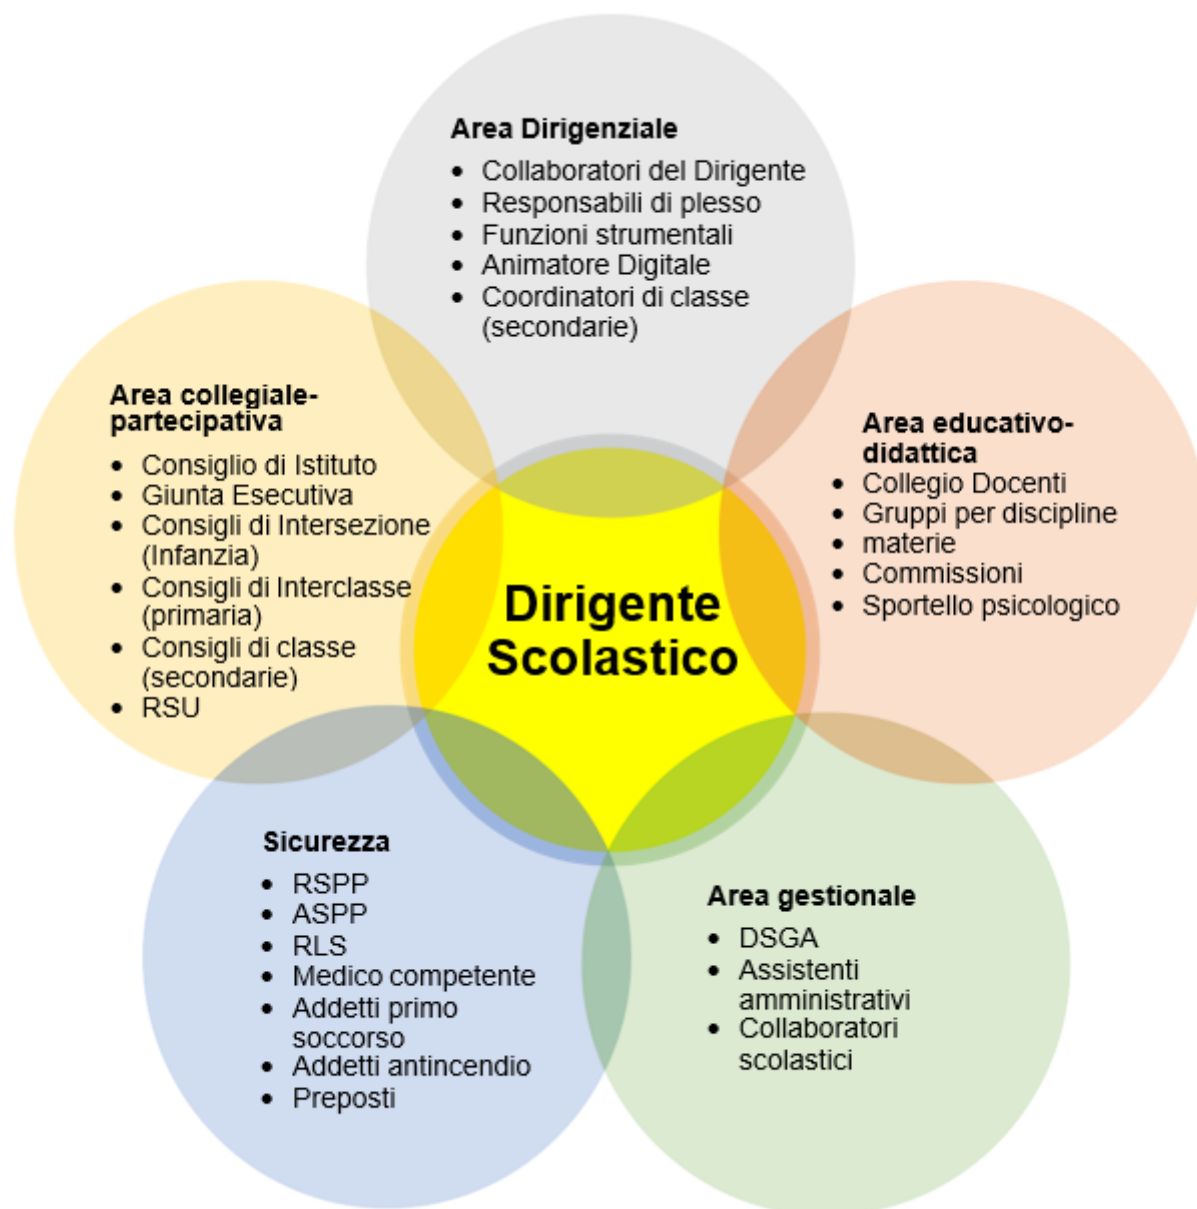 Area Dirigenziale
• Collaboratori del Dirigente
• Responsabili di plesso
• Funzioni strumentali
• Animatore Digitale
• Coordinatori di classe
(secondarie)
Area collegiale-
partecipativa
• Consiglio di Istituto
• Giunta Esecutiva
• Consigli di Intersezione
(Infanzia)
• Consigli di Interclasse
(primaria)
• Consigli di classe
(secondarie)
• RSU
Area educativo-
didattica
• Collegio Docenti
• Gruppi per discipline
• materie
• Commissioni
• Sportello psicologico
Dirigente
Scolastico
Sicurezza
• RSPP
• ASPP
• RLS
• Medico competente
• Addetti primo
soccorso
• Addetti antincendio
• Preposti
Area gestionale
• DSGA
• Assistenti
amministrativi
• Collaboratori
scolastici